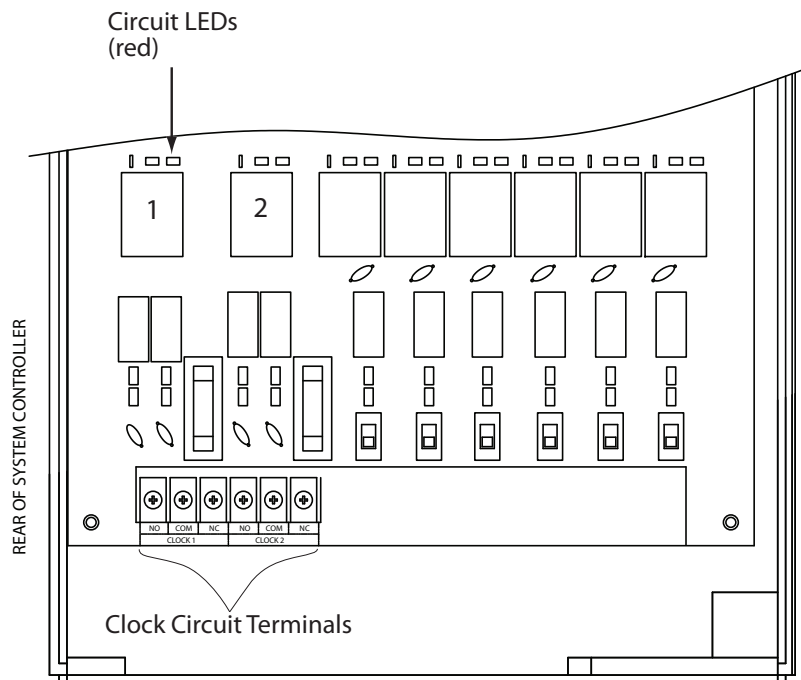 Circuit LEDs
(red)
1
2
REAR OF SYSTEM CONTROLLER
NO COM NC NO COM NC
CLOCK 1 CLOCK 2
Clock Circuit Terminals